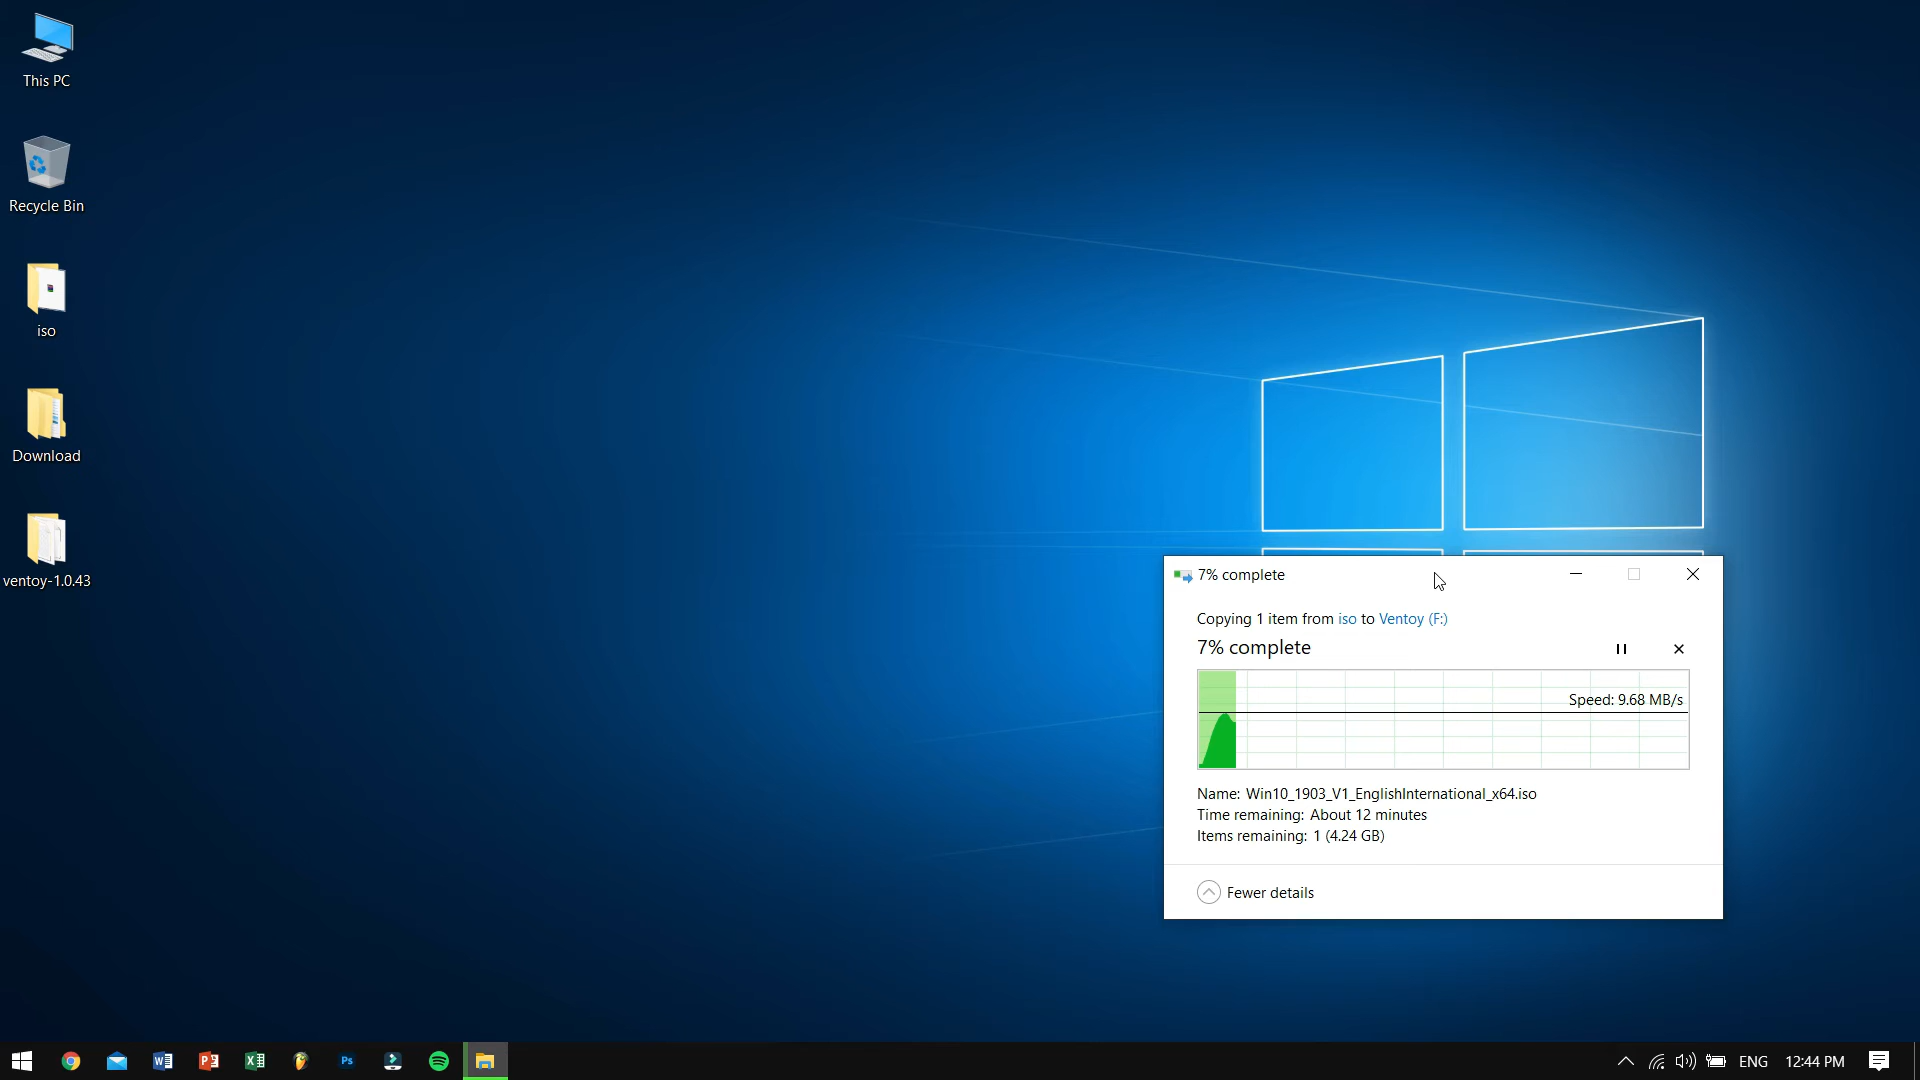 This PC
Recycle Bin
iso
Download
ventoy-1.0.43
7% complete
Copying 1 item from iso to Ventoy (F:)
7% complete
Speed: 9.68 MB/s
Name: Win10_1903_V1_EnglishInternational_x64.iso
Time remaining: About 12 minutes
Items remaining: 1 (4.24 GB)
Fewer details
Ps
ENG
12:44 PM